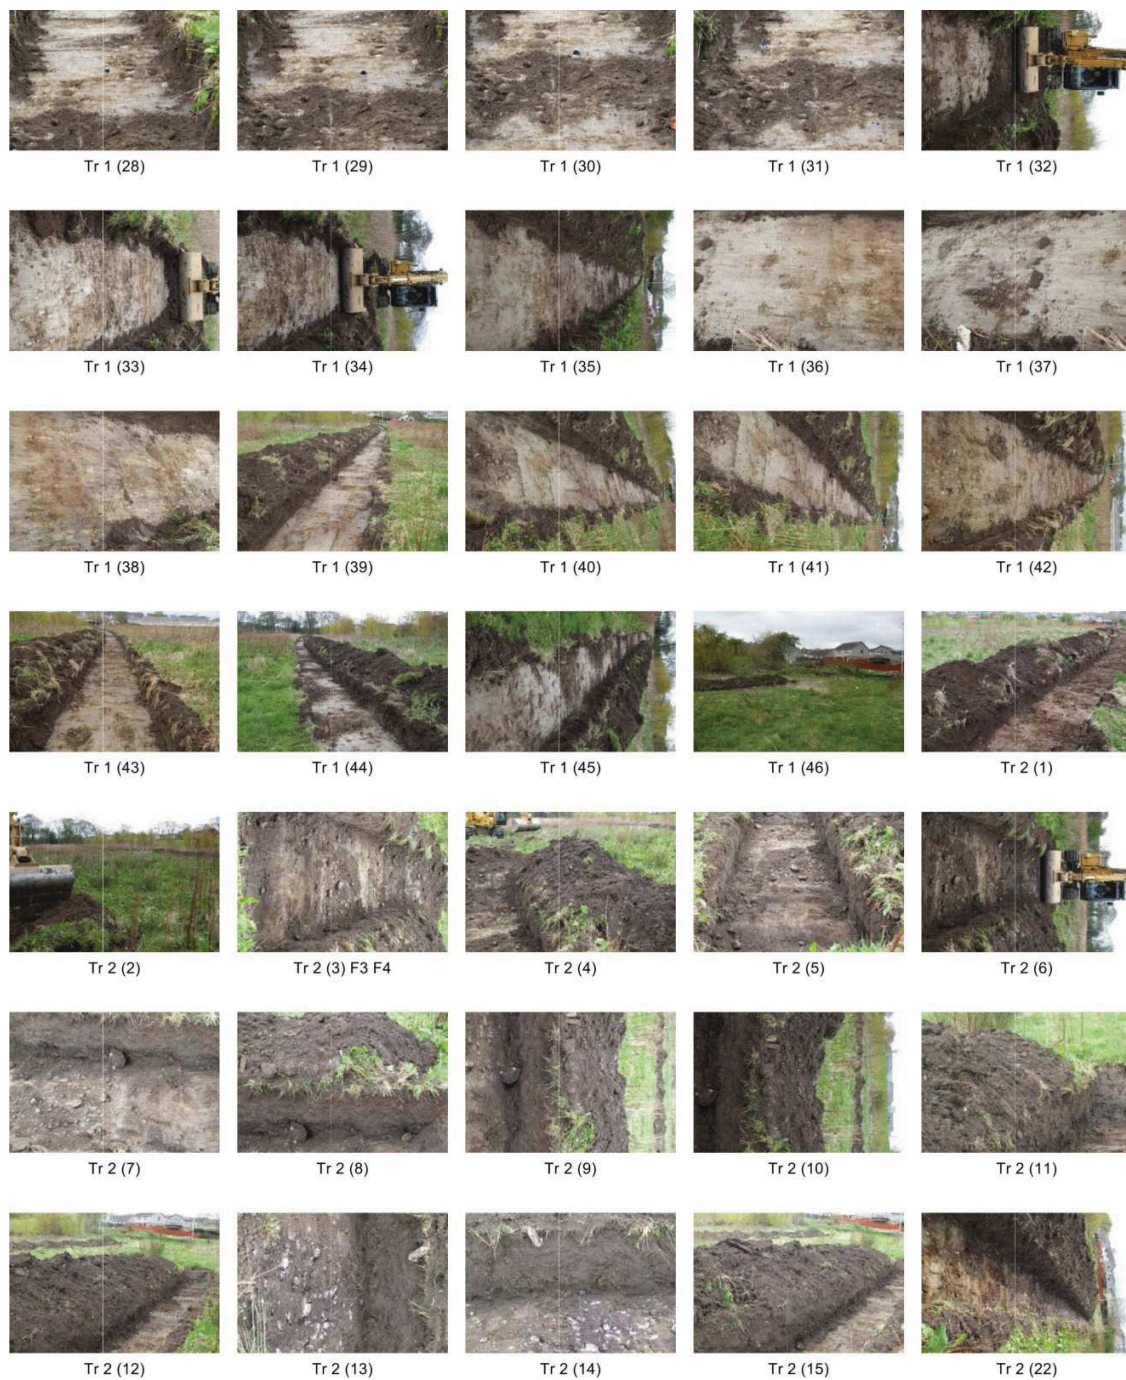 Tr 1 (28) Tr 1 (29) Tr 1 (30) Tr 1 (31) Tr 1 (32)
Tr 1 (33) Tr 1 (34) Tr 1 (35) Tr 1 (36) Tr 1 (37)
Tr 1 (38) Tr 1 (39) Tr 1 (40) Tr 1 (41) Tr 1 (42)
Tr 1 (43) Tr 1 (44) Tr 1 (45) Tr 1 (46) Tr 2 (1)
Tr 2 (2) Tr 2 (3) F3 F4 Tr 2 (4) Tr 2 (5) Tr 2 (6)
Tr 2 (7) Tr 2 (8) Tr 2 (9) Tr 2 (10) Tr 2 (11)
Tr 2 (12) Tr 2 (13) Tr 2 (14) Tr 2 (15) Tr 2 (22)